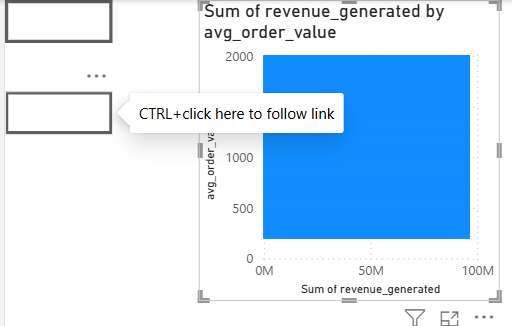 Sum of revenue_generated by
avg_order_value
2000
CTRL+click here to follow link
avg_order_va
1000
500
0
0M
50M
100M
Sum of revenue_generated